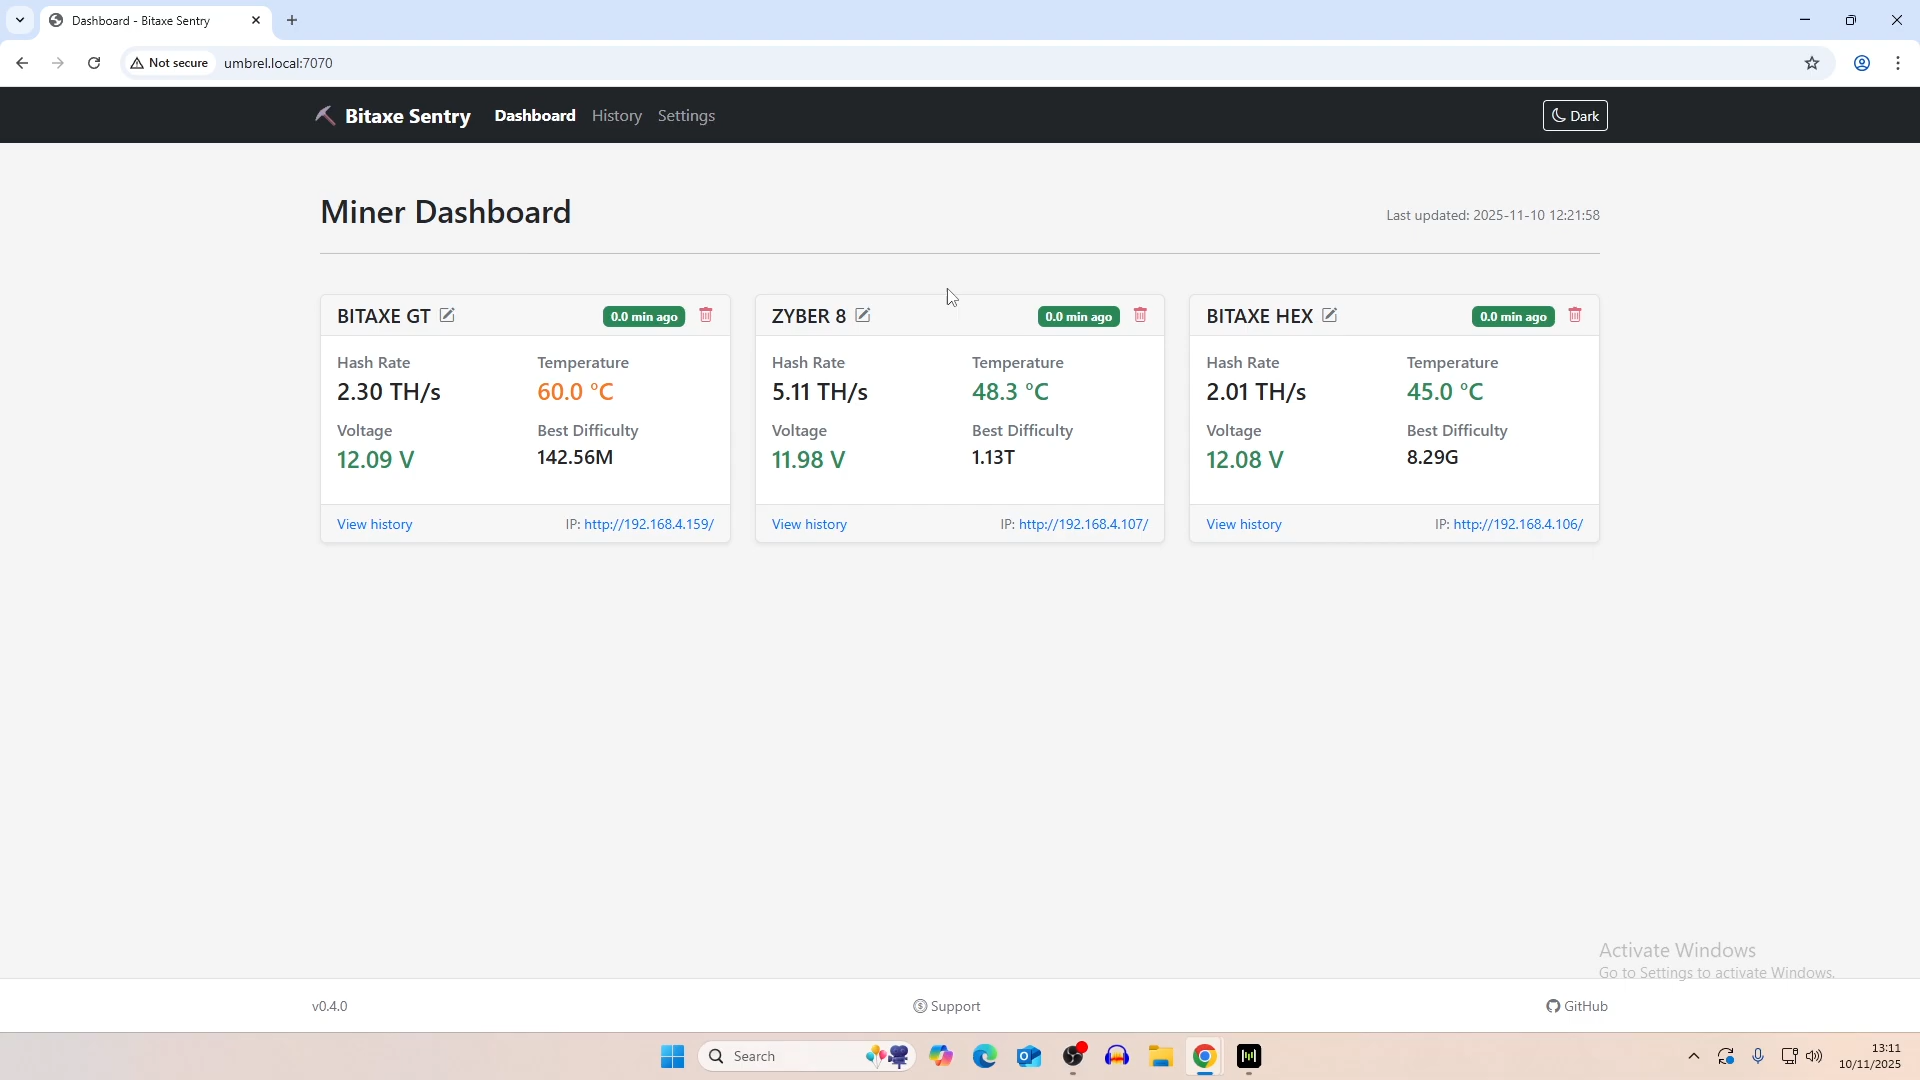 Dashboard - Bitaxe Sentry
Not secure
umbrel.local:7070
Bitaxe Sentry
Dashboard
History
Settings
Dark
Miner Dashboard
Last updated: 2025-11-10 12:21:58
BITAXE GT
0.0 min ago
Hash Rate
Temperature
2.30 TH/s
60.0 °C
Voltage
Best Difficulty
12.09 V
142.56M
View history
IP: http://192.168.4.159/
ZYBER 8
0.0 min ago
Hash Rate
Temperature
5.11 TH/s
48.3 °C
Voltage
Best Difficulty
11.98 V
1.13T
View history
IP: http://192.168.4.107/
BITAXE HEX
0.0 min ago
Hash Rate
Temperature
2.01 TH/s
45.0 °C
Voltage
Best Difficulty
12.08 V
8.29G
View history
IP: http://192.168.4.106/
Activate Windows
Go to Settings to activate Windows.
v0.4.0
Support
GitHub
Search
13:11
10/11/2025